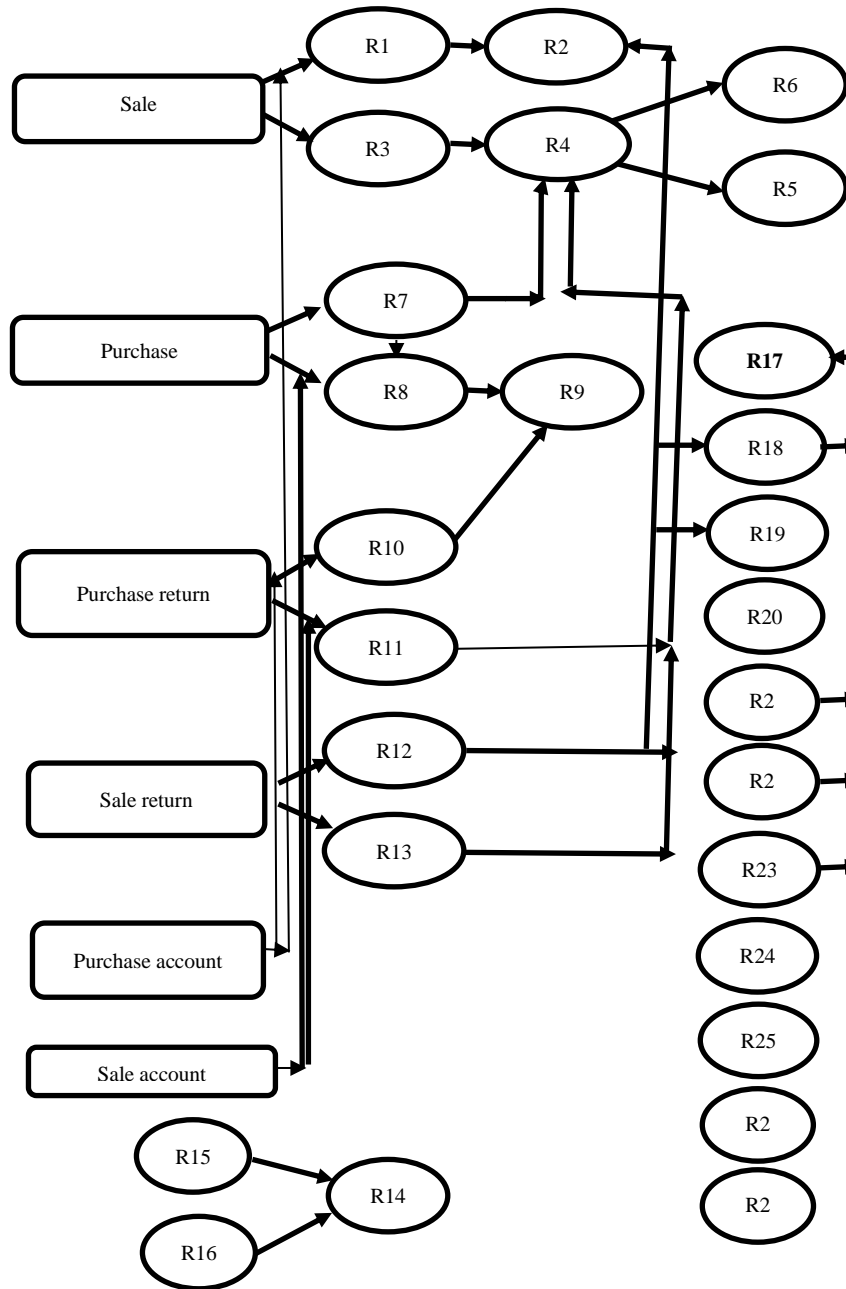 R1
R2
Sale
R6
R3
R4
R5
R7
Purchase
R17
R8
R9
R18
R10
R19
Purchase return
R20
R11
R2
R12
R2
Sale return
R13
R23
Purchase account
R24
R25
Sale account
R2
R15
R14
R2
R16